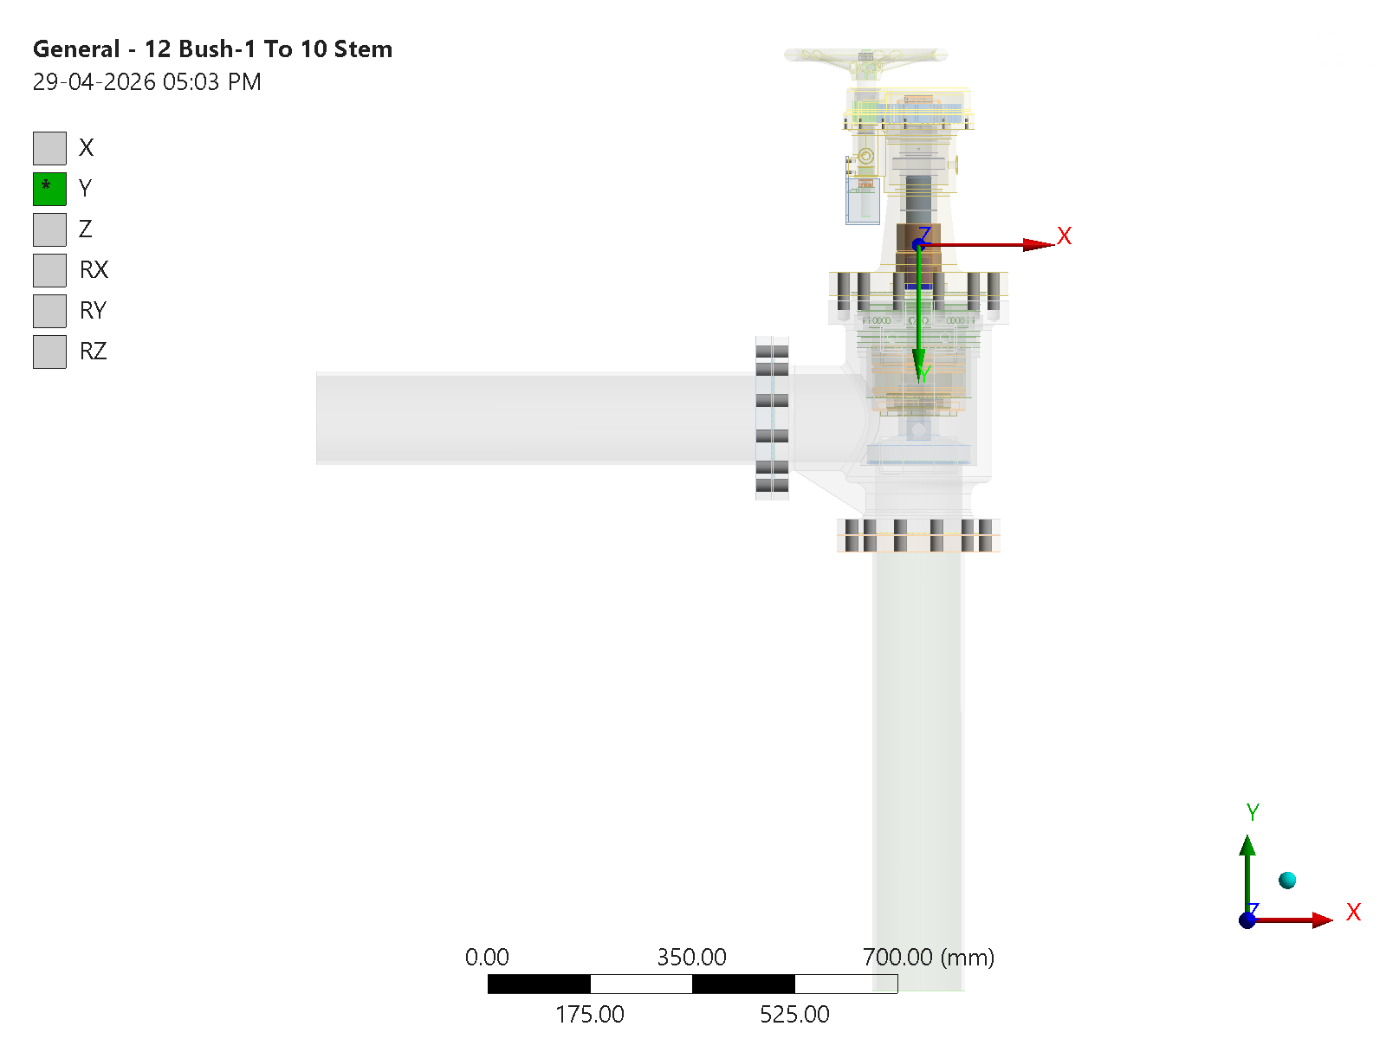 General - 12 Bush-1 To 10 Stem
29-04-2026 05:03 PM
X
* Y
Z
RX
RY
RZ
Z
X
Y
Y
Z
X
0.00 350.00 700.00 (mm)
175.00 525.00